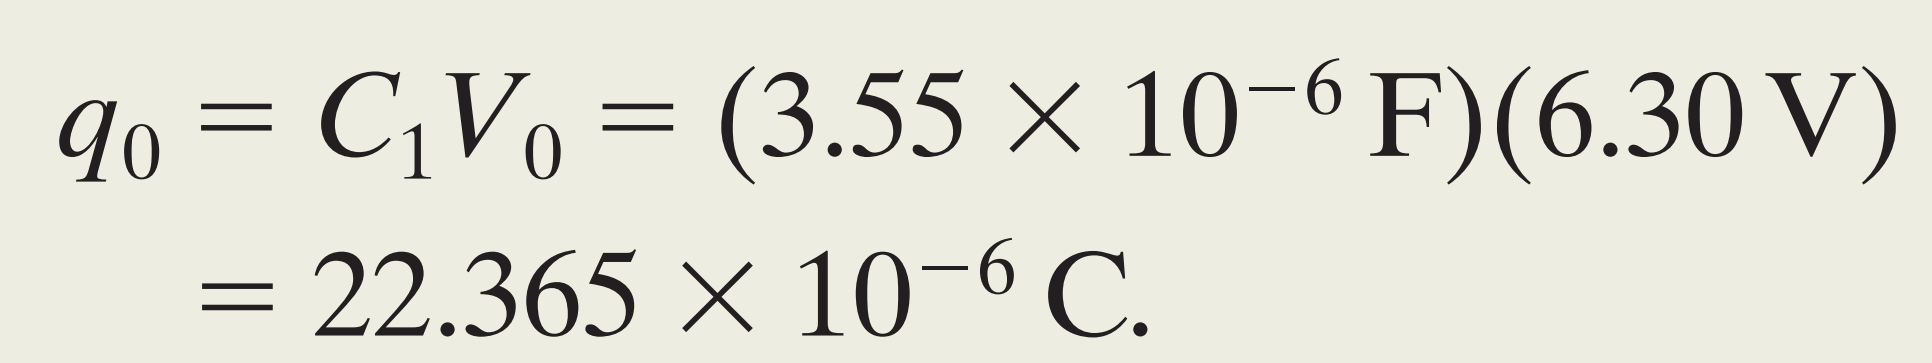 q₀ = C₁V₀ = (3.55 × 10⁻⁶ F)(6.30 V)
= 22.365 × 10⁻⁶ C.